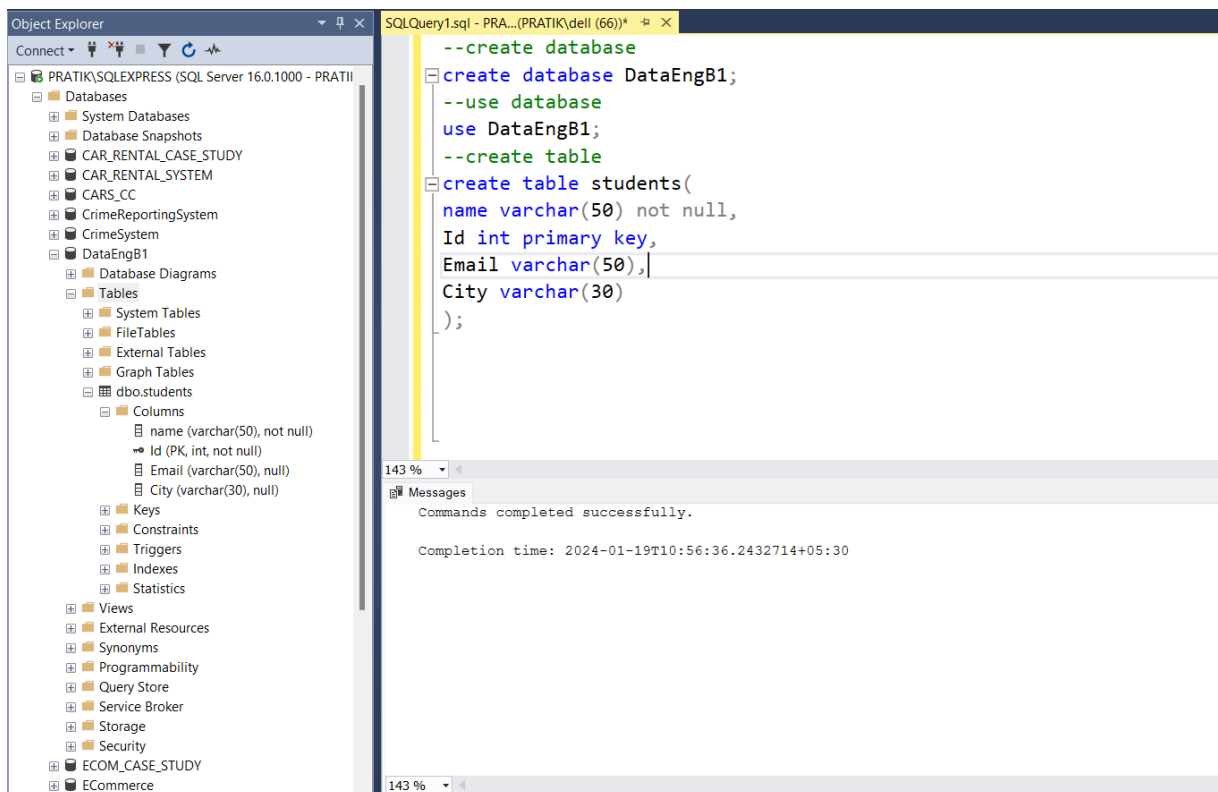 Object Explorer
Connect
PRATIK\SQLEXPRESS (SQL Server 16.0.1000 - PRATII
Databases
System Databases
Database Snapshots
CAR_RENTAL_CASE_STUDY
CAR_RENTAL_SYSTEM
CARS_CC
CrimeReportingSystem
CrimeSystem
DataEngB1
Database Diagrams
Tables
System Tables
FileTables
External Tables
Graph Tables
dbo.students
Columns
name (varchar(50), not null)
Id (PK, int, not null)
Email (varchar(50), null)
City (varchar(30), null)
Keys
Constraints
Triggers
Indexes
Statistics
Views
External Resources
Synonyms
Programmability
Query Store
Service Broker
Storage
Security
ECOM_CASE_STUDY
ECommerce
SQLQuery1.sql - PRA...(PRATIK\dell (66))*
--create database
create database DataEngB1;
--use database
use DataEngB1;
--create table
create table students(
name varchar(50) not null,
Id int primary key,
Email varchar(50),
City varchar(30)
);
143 %
Messages
Commands completed successfully.
Completion time: 2024-01-19T10:56:36.2432714+05:30
143 %